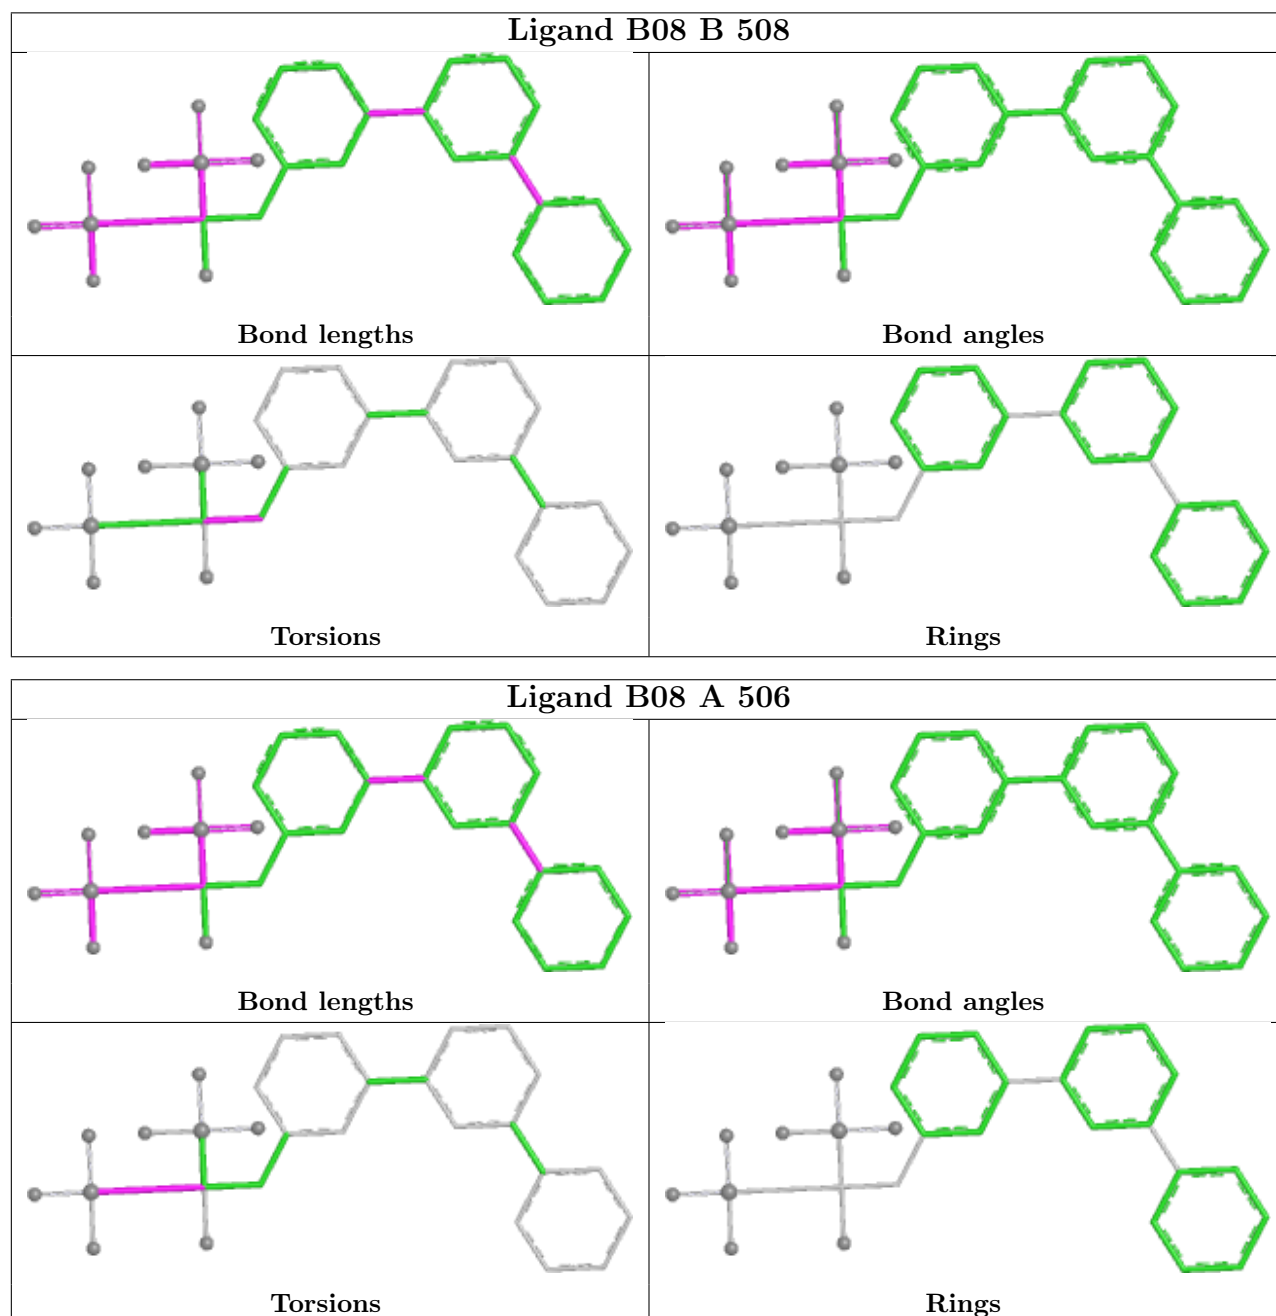 Ligand B08 B 508
Bond lengths
Bond angles
Torsions
Rings
Ligand B08 A 506
Bond lengths
Bond angles
Torsions
Rings